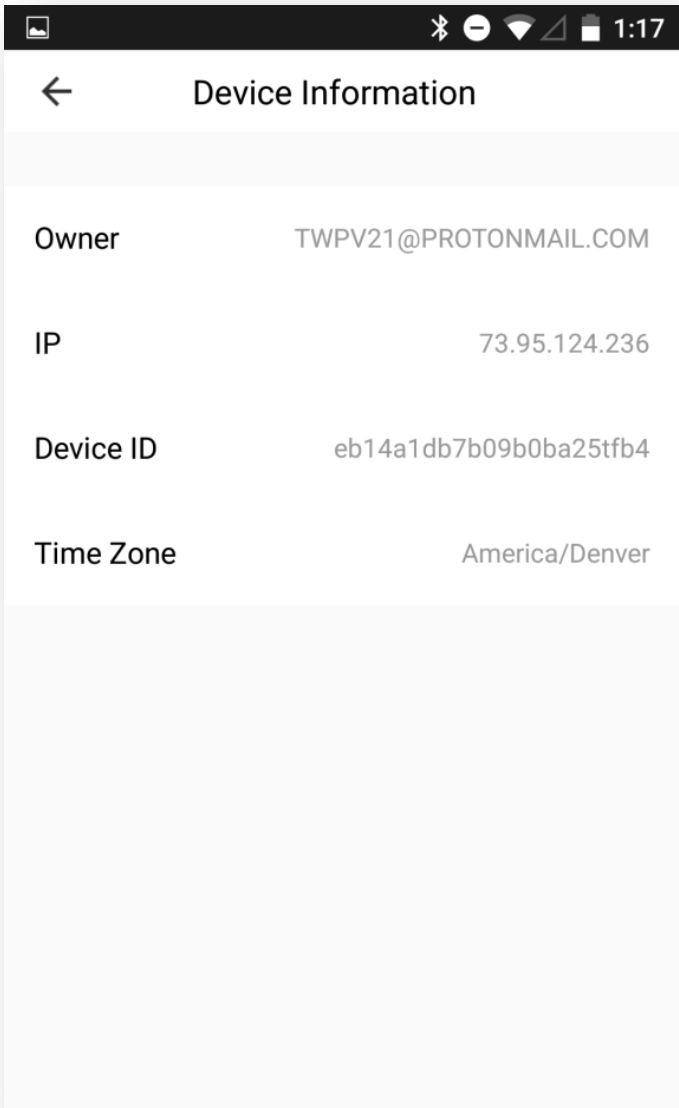 1:17
Device Information
Owner TWPV21@PROTONMAIL.COM
IP 73.95.124.236
Device ID eb14a1db7b09b0ba25tfb4
Time Zone America/Denver